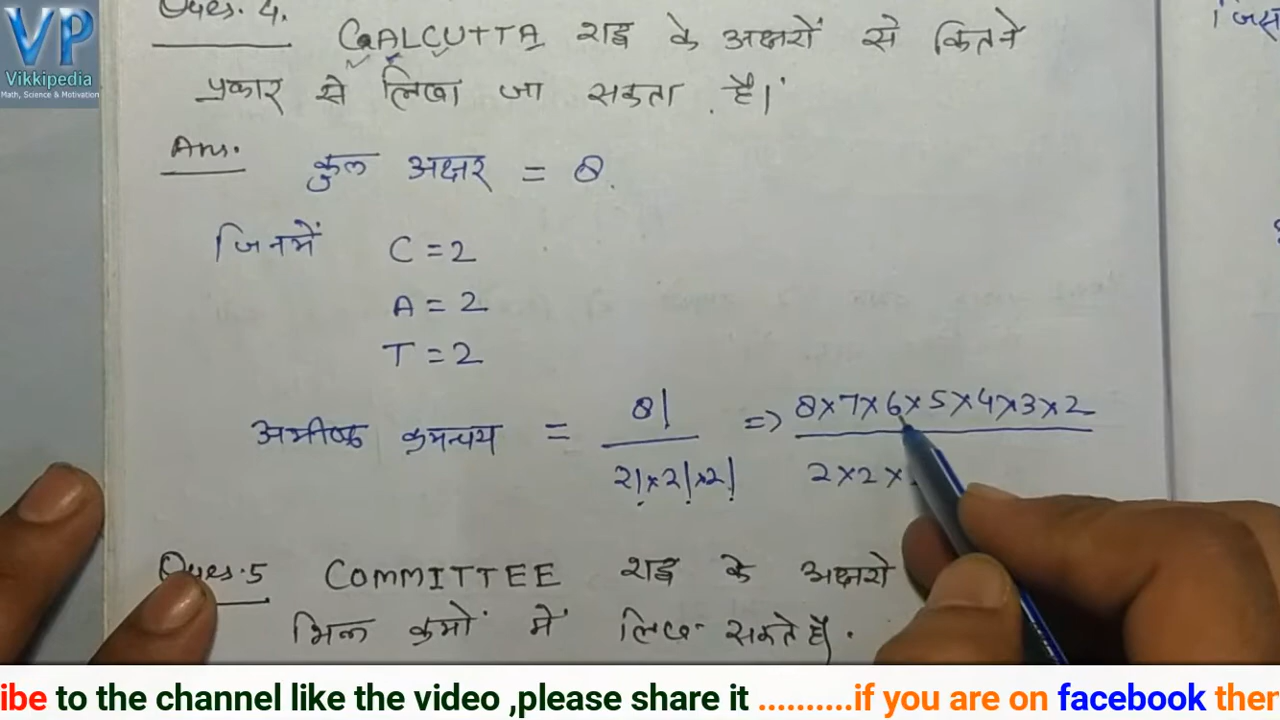 VP
Vikkipedia
Math, Science & Motivation
Ques. 4.
CALCUTTA शब्द के अक्षरों से कितने
प्रकार से लिखा जा सकता है।
Ans.
कुल अक्षर = 8.
जिनमें C = 2
A = 2
T = 2
अभीष्ट क्रमचय = 8! / 2! × 2! × 2! => 8×7×6×5×4×3×2 / 2×2×
Ques. 5 COMMITTEE शब्द के अक्षरो
भिन्न क्रमों में लिख सकते है।
ibe to the channel like the video ,please share it ..........if you are on facebook then